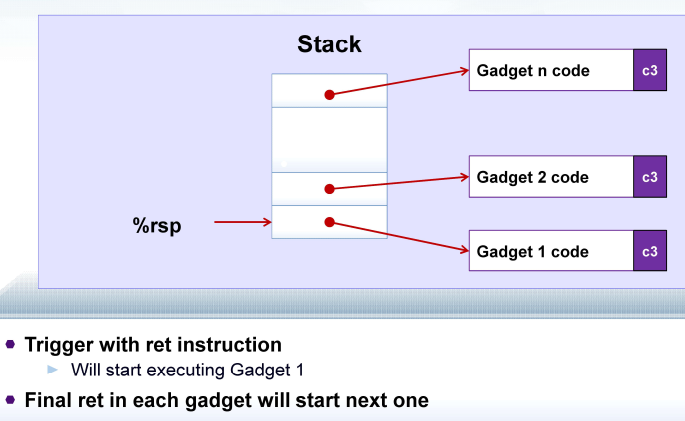 Stack
Gadget n code c3
Gadget 2 code c3
%rsp
Gadget 1 code c3
Trigger with ret instruction
Will start executing Gadget 1
Final ret in each gadget will start next one